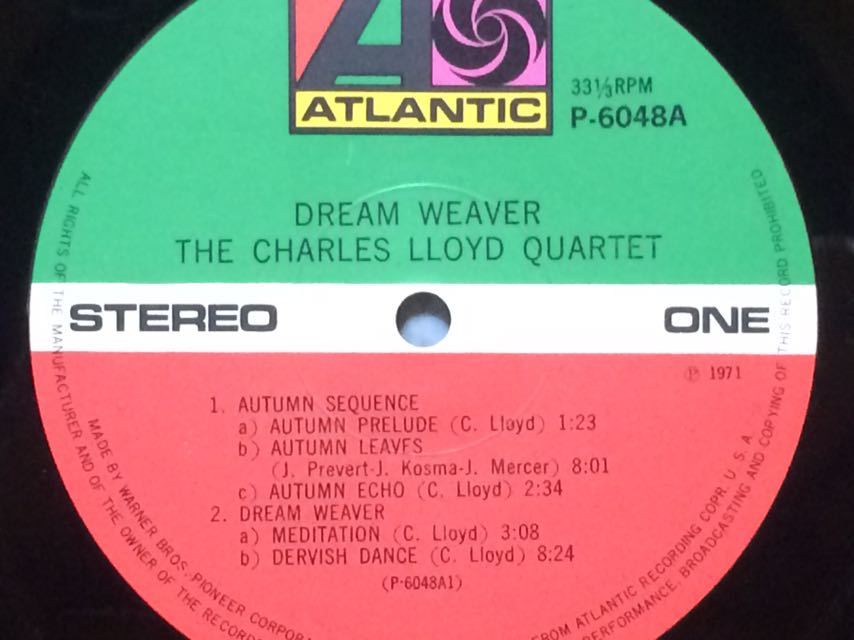 ATLANTIC
33⅓RPM
P-6048A
DREAM WEAVER
THE CHARLES LLOYD QUARTET
STEREO
ONE
℗ 1971
1. AUTUMN SEQUENCE
a) AUTUMN PRELUDE (C. Lloyd) 1:23
b) AUTUMN LEAVES
(J. Prevert-J. Kosma-J. Mercer) 8:01
c) AUTUMN ECHO (C. Lloyd) 2:34
2. DREAM WEAVER
a) MEDITATION (C. Lloyd) 3:08
b) DERVISH DANCE (C. Lloyd) 8:24
(P-6048A1)
ALL RIGHTS OF THE MANUFACTURER AND OF THE OWNER OF THE
MADE BY WARNER BROS.-PIONEER
FROM ATLANTIC RECORDING COPR. U.S.A.
PERFORMANCE, BROADCASTING AND COPYING OF THIS RECORD PROHIBITED